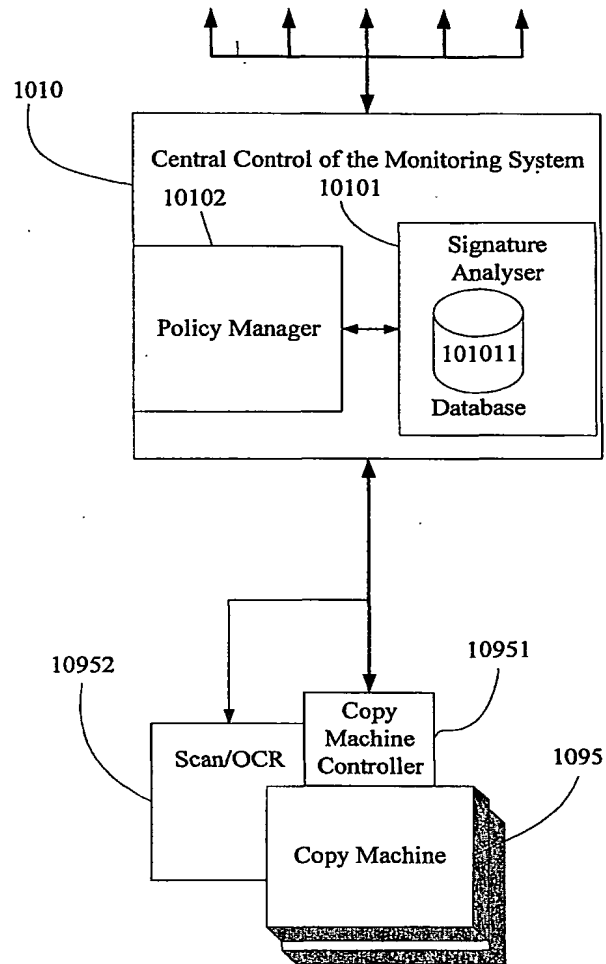 1010
Central Control of the Monitoring System
10102
10101
Signature
Analyser
Policy Manager
101011
Database
10952
10951
Copy
Machine
Controller
Scan/OCR
1095
Copy Machine